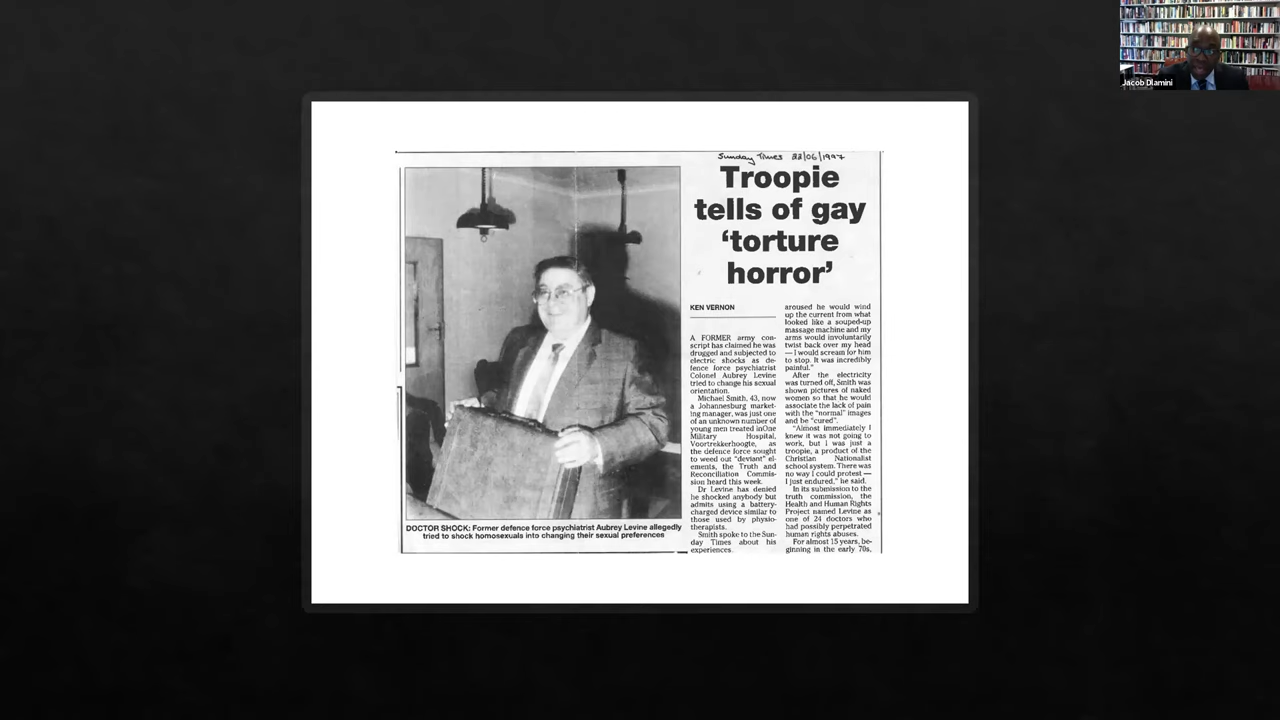 Jacob Dlamini
Sunday Times 22/06/1997
Troopie
tells of gay
‘torture
horror’
KEN VERNON
A FORMER army con-
script has claimed he was
drugged and subjected to
electric shocks as de-
fence force psychiatrist
Colonel Aubrey Levine
tried to change his sexual
orientation.
Michael Smith, 43, now
a Johannesburg market-
ing manager, was just one
of an unknown number of
young men treated inOne
Military Hospital,
Voortrekkerhoogte, as
the defence force sought
to weed out "deviant" el-
ements, the Truth and
Reconciliation Commis-
sion heard this week.
Dr Levine has denied
he shocked anybody but
admits using a battery-
charged device similar to
those used by physio-
therapists.
Smith spoke to the Sun-
day Times about his
experiences.
aroused he would wind
up the current from what
looked like a souped-up
massage machine and my
arms would involuntarily
twist back over my head
— I would scream for him
to stop. It was incredibly
painful."
After the electricity
was turned off, Smith was
shown pictures of naked
women so that he would
associate the lack of pain
with the "normal" images
and be "cured".
"Almost immediately I
knew it was not going to
work, but I was just a
troopie, a product of the
Christian Nationalist
school system. There was
no way I could protest —
I just endured," he said.
In its submission to the
truth commission, the
Health and Human Rights
Project named Levine as
one of 24 doctors who
had possibly perpetrated
human rights abuses.
For almost 15 years, be-
ginning in the early 70s,
DOCTOR SHOCK: Former defence force psychiatrist Aubrey Levine allegedly
tried to shock homosexuals into changing their sexual preferences